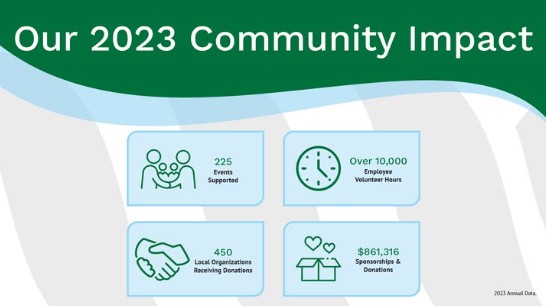 Our 2023 Community Impact
225
Events
Supported
Over 10,000
Employee
Volunteer Hours
450
Local Organizations
Receiving Donations
$861,316
Sponsorships &
Donations
2023 Annual Data.